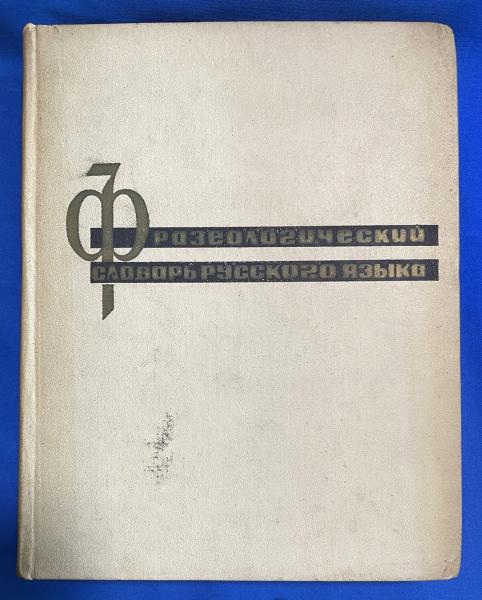 Фразеологический
словарь русского языка